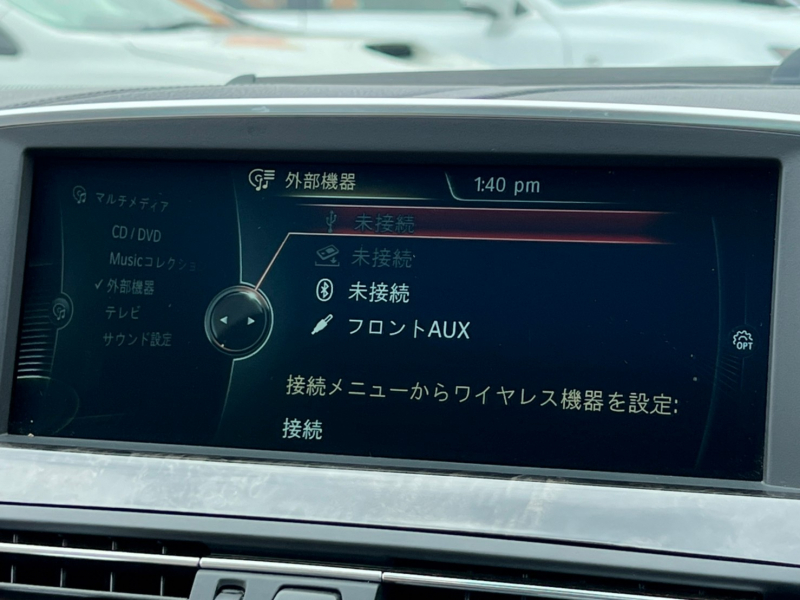 外部機器
1:40 pm
マルチメディア
CD / DVD
Musicコレクショ
✓外部機器
テレビ
サウンド設定
未接続
未接続
未接続
フロントAUX
OPT
接続メニューからワイヤレス機器を設定:
接続